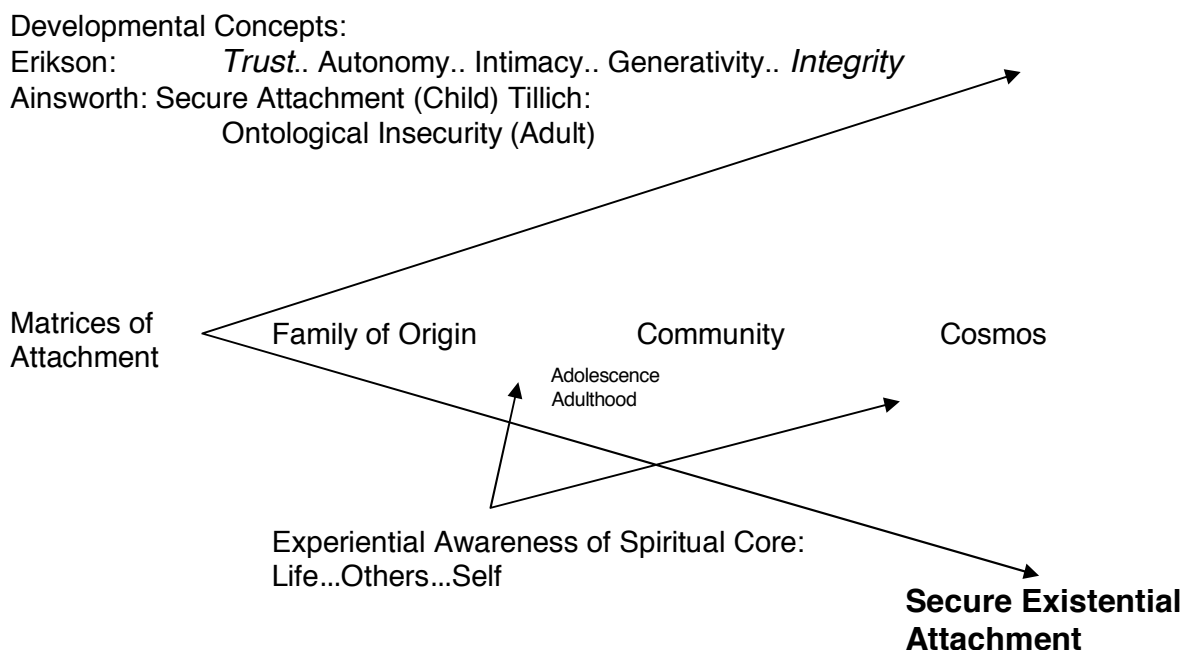 Developmental Concepts:
Erikson: Trust.. Autonomy.. Intimacy.. Generativity.. Integrity
Ainsworth: Secure Attachment (Child) Tillich:
Ontological Insecurity (Adult)
Matrices of
Attachment
Family of Origin
Community
Cosmos
Adolescence
Adulthood
Experiential Awareness of Spiritual Core:
Life...Others...Self
Secure Existential
Attachment